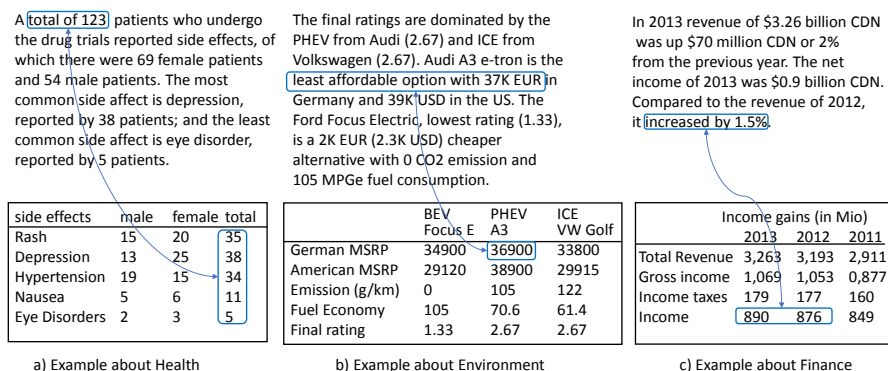 A total of 123 patients who undergo
the drug trials reported side effects, of
which there were 69 female patients
and 54 male patients. The most
common side affect is depression,
reported by 38 patients; and the least
common side affect is eye disorder,
reported by 5 patients.
side effects male female total
Rash 15 20 35
Depression 13 25 38
Hypertension 19 15 34
Nausea 5 6 11
Eye Disorders 2 3 5
a) Example about Health
The final ratings are dominated by the
PHEV from Audi (2.67) and ICE from
Volkswagen (2.67). Audi A3 e-tron is the
least affordable option with 37K EUR in
Germany and 39K USD in the US. The
Ford Focus Electric, lowest rating (1.33),
is a 2K EUR (2.3K USD) cheaper
alternative with 0 CO2 emission and
105 MPGe fuel consumption.
BEV PHEV ICE
Focus E A3 VW Golf
German MSRP 34900 36900 33800
American MSRP 29120 38900 29915
Emission (g/km) 0 105 122
Fuel Economy 105 70.6 61.4
Final rating 1.33 2.67 2.67
b) Example about Environment
In 2013 revenue of $3.26 billion CDN
was up $70 million CDN or 2%
from the previous year. The net
income of 2013 was $0.9 billion CDN.
Compared to the revenue of 2012,
it increased by 1.5%.
Income gains (in Mio)
2013 2012 2011
Total Revenue 3,263 3,193 2,911
Gross income 1,069 1,053 0,877
Income taxes 179 177 160
Income 890 876 849
c) Example about Finance